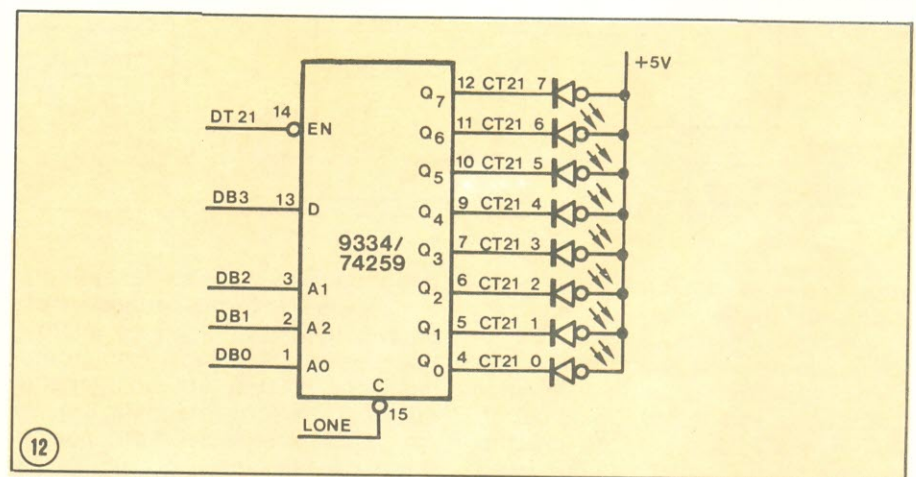 +5V
DT 21 14 EN
DB3 13 D
DB2 3 A1
DB1 2 A2
DB0 1 A0
9334/
74259
C
15
LONE
Q7 12 CT21 7
Q6 11 CT21 6
Q5 10 CT21 5
Q4 9 CT21 4
Q3 7 CT21 3
Q2 6 CT21 2
Q1 5 CT21 1
Q0 4 CT21 0
12